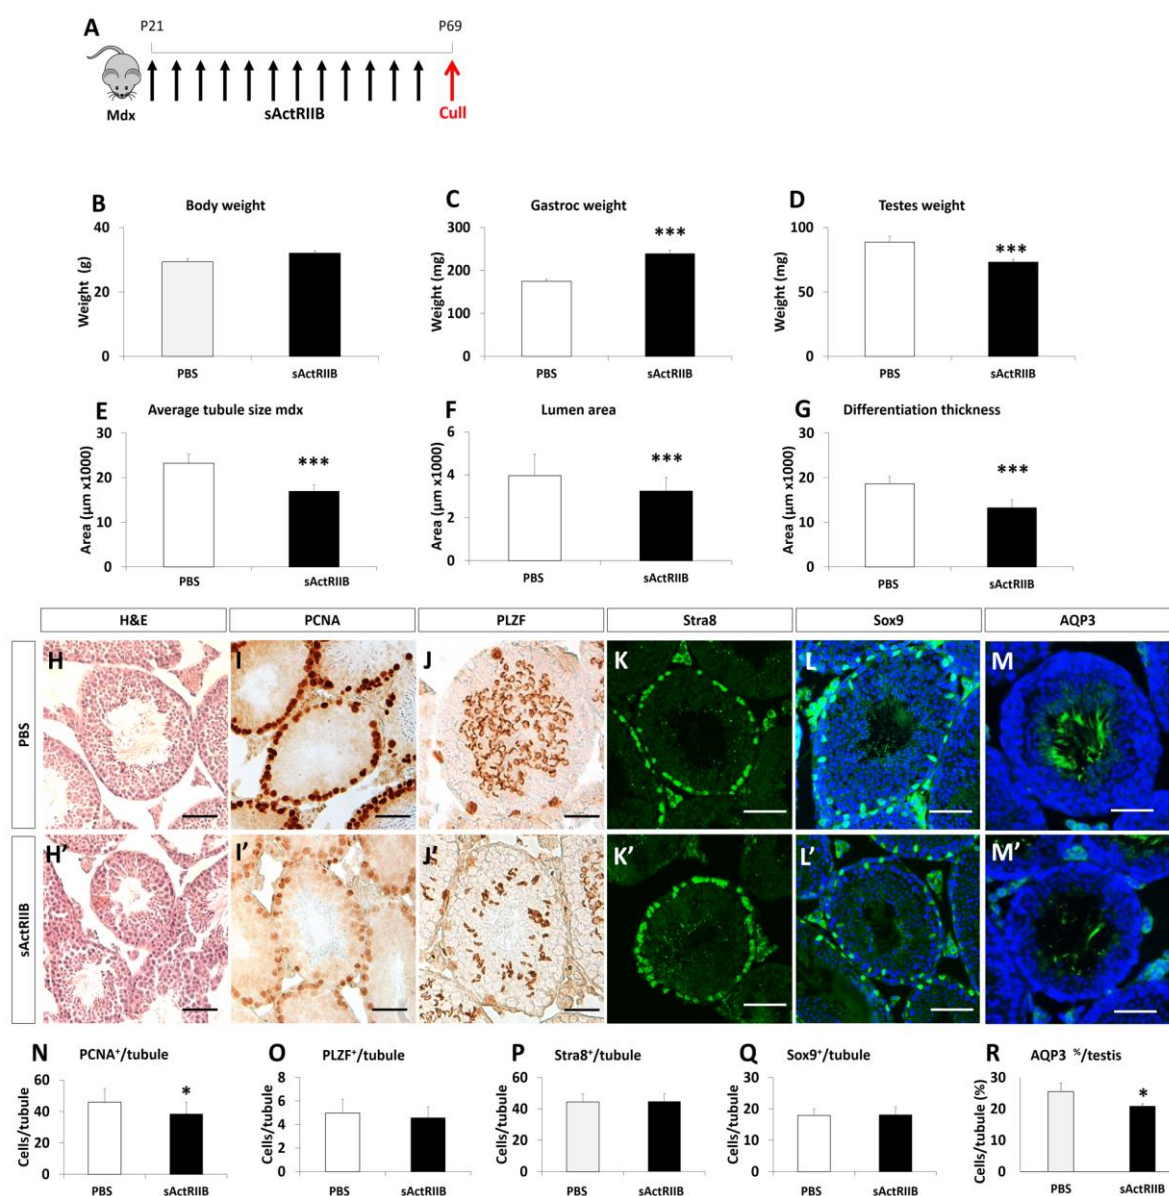 A
P21 P69
Mdx sActRIIB Cull
B Body weight
Weight (g)
40
20
0
PBS sActRIIB
C Gastroc weight
Weight (mg)
300
200
100
0
***
PBS sActRIIB
D Testes weight
Weight (mg)
100
50
0
***
PBS sActRIIB
E Average tubule size mdx
Area (µm x1000)
30
20
10
0
***
PBS sActRIIB
F Lumen area
Area (µm x1000)
6
4
2
0
***
PBS sActRIIB
G Differentiation thickness
Area (µm x1000)
30
20
10
0
***
PBS sActRIIB
H&E PCNA PLZF Stra8 Sox9 AQP3
PBS
H I J K L M
sActRIIB
H' I' J' K' L' M'
N PCNA+/tubule
Cells/tubule
60
40
20
0
*
PBS sActRIIB
O PLZF+/tubule
Cells/tubule
8
6
4
2
0
PBS sActRIIB
P Stra8+/tubule
Cells/tubule
60
40
20
0
PBS sActRIIB
Q Sox9+/tubule
Cells/tubule
30
20
10
0
PBS sActRIIB
R AQP3 %/testis
Cells/tubule (%)
30
20
10
0
*
PBS sActRIIB